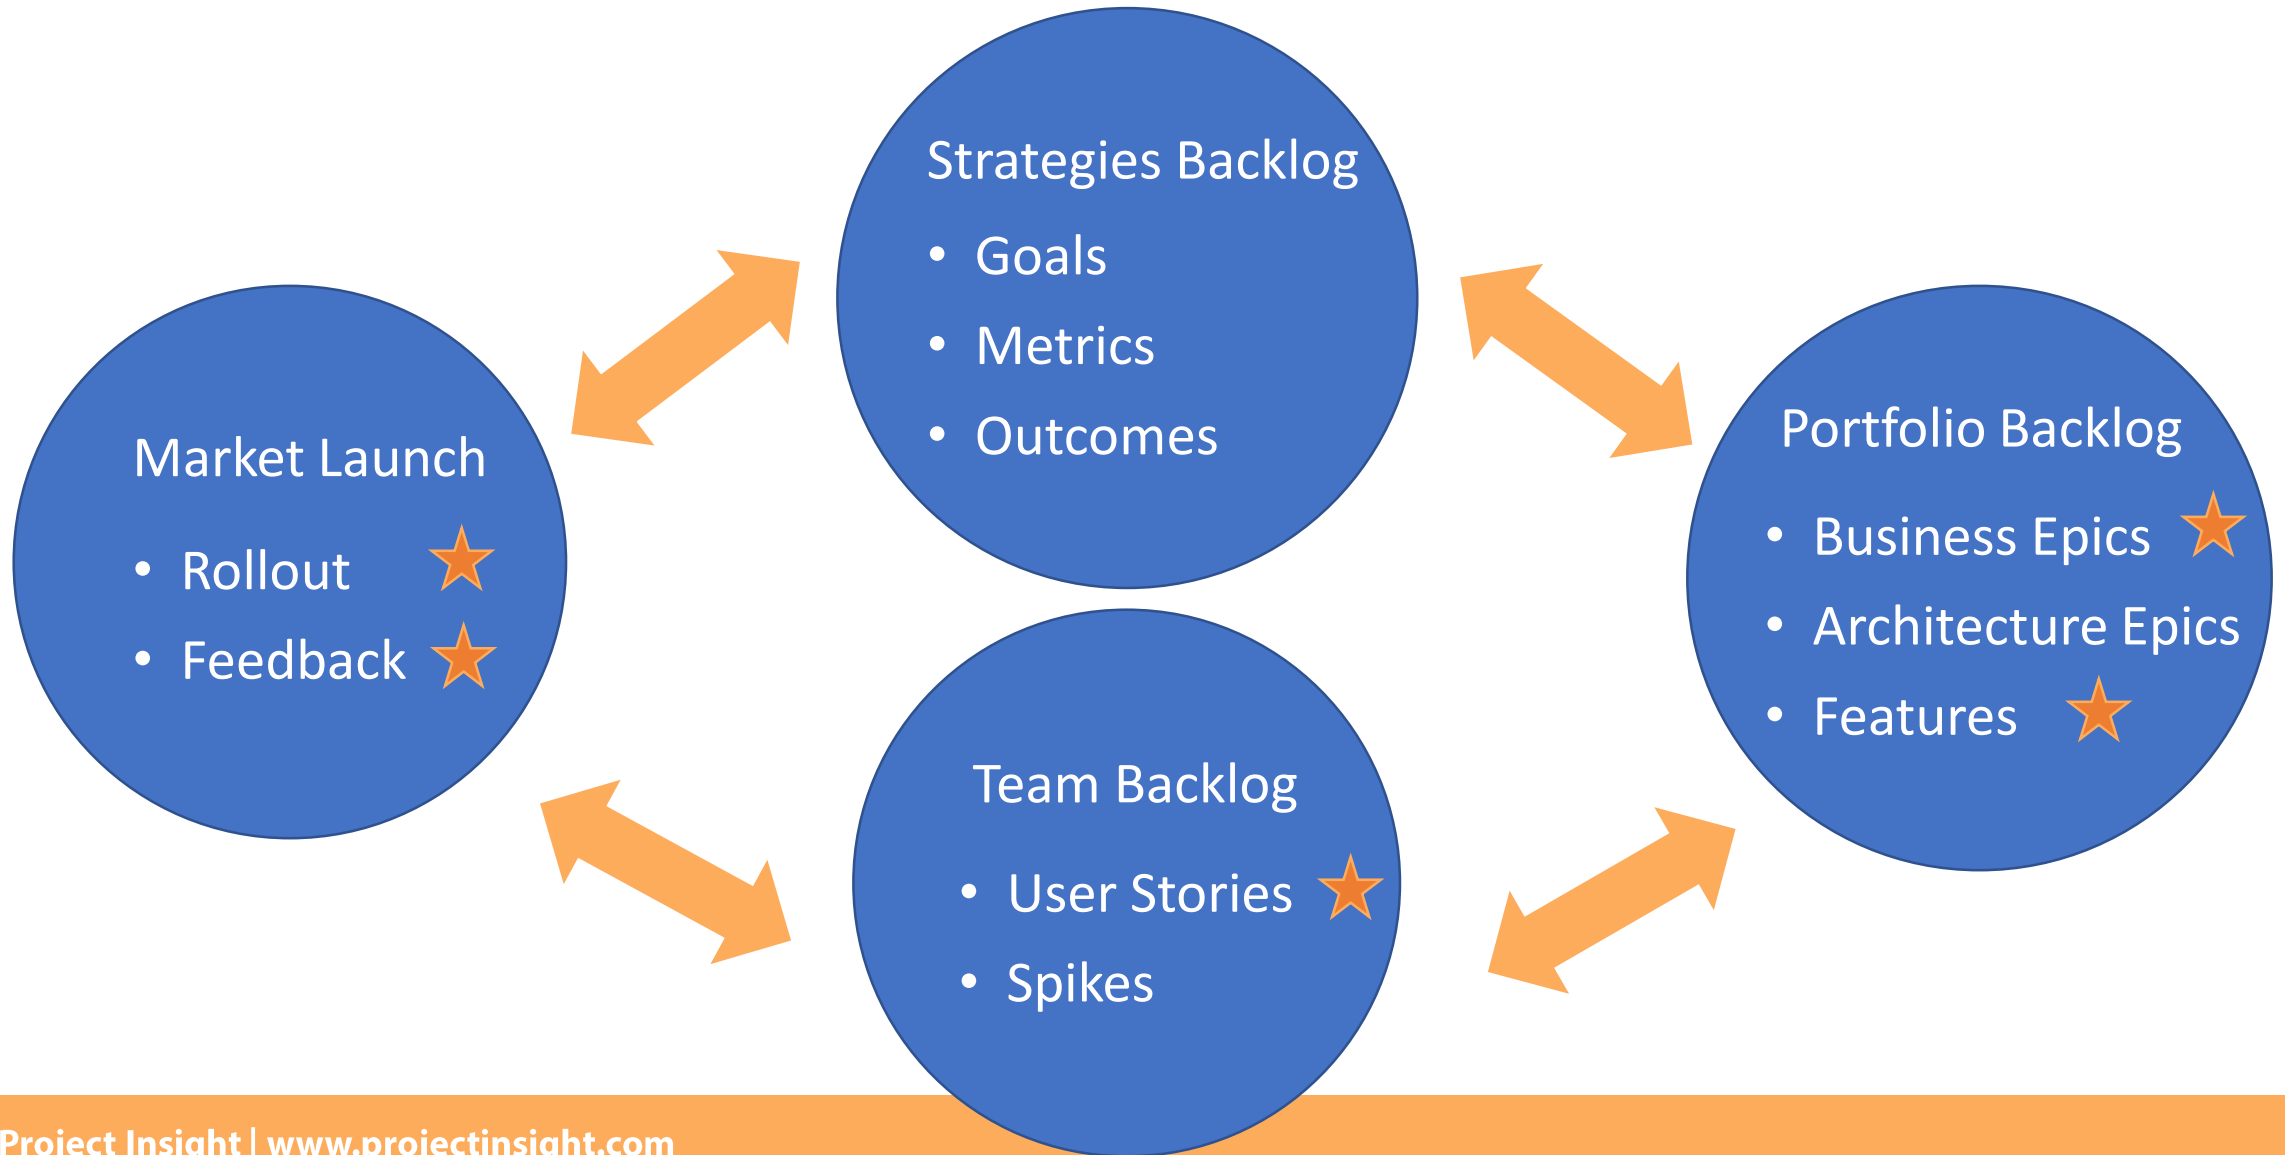 Strategies Backlog
• Goals
• Metrics
• Outcomes
Market Launch
• Rollout
• Feedback
Portfolio Backlog
• Business Epics
• Architecture Epics
• Features
Team Backlog
• User Stories
• Spikes
Project Insight | www.projectinsight.com